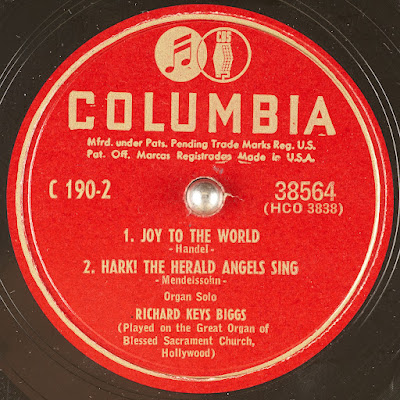 CBS
COLUMBIA
Mfrd. under Pats. Pending Trade Marks Reg. U.S.
Pat. Off. Marcas Registradas Made in U.S.A.
C 190-2
38564
(HCO 3838)
1. JOY TO THE WORLD
- Handel -
2. HARK! THE HERALD ANGELS SING
- Mendelssohn -
Organ Solo
RICHARD KEYS BIGGS
(Played on the Great Organ of
Blessed Sacrament Church,
Hollywood)